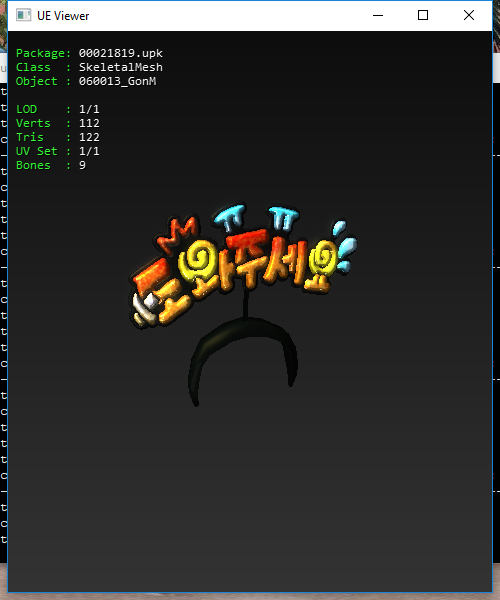 UE Viewer
Package: 00021819.upk
Class : SkeletalMesh
Object : 060013_GonM
LOD : 1/1
Verts : 112
Tris : 122
UV Set : 1/1
Bones : 9
ㅠ ㅠ
도와주세요